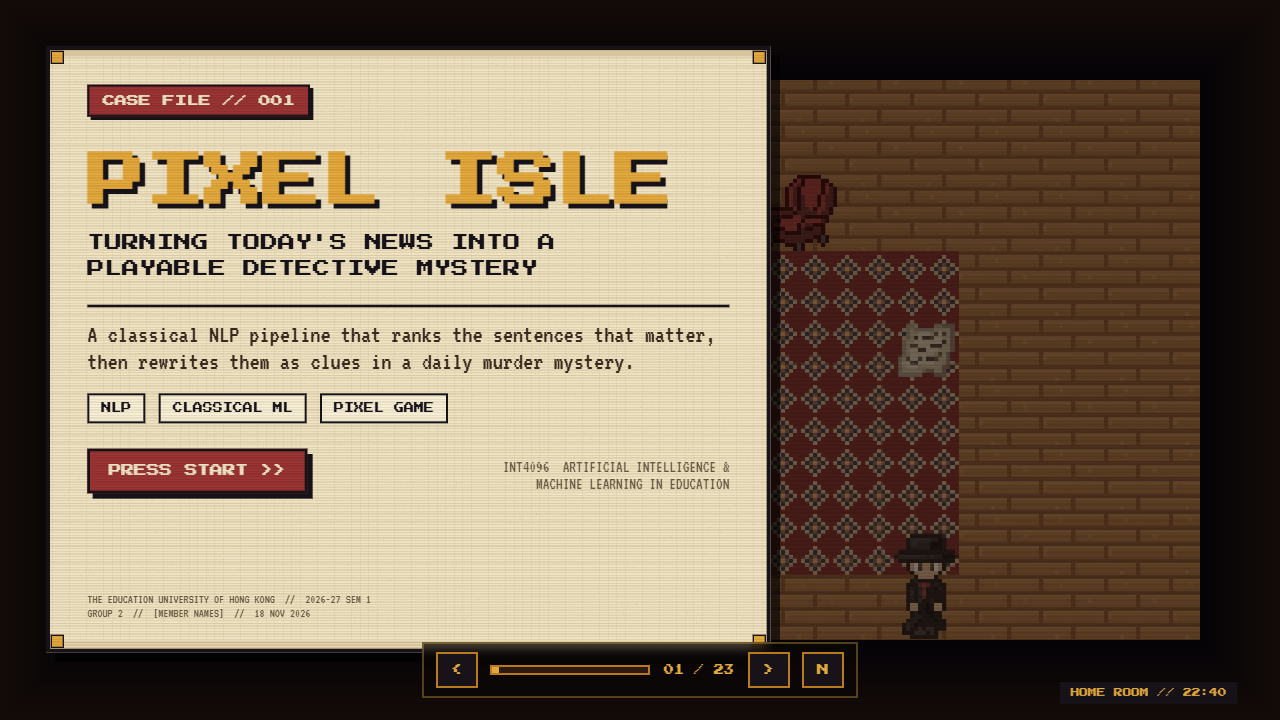 CASE FILE // 001
PIXEL ISLE
TURNING TODAY'S NEWS INTO A
PLAYABLE DETECTIVE MYSTERY
A classical NLP pipeline that ranks the sentences that matter,
then rewrites them as clues in a daily murder mystery.
NLP
CLASSICAL ML
PIXEL GAME
PRESS START >>
INT4096 ARTIFICIAL INTELLIGENCE &
MACHINE LEARNING IN EDUCATION
THE EDUCATION UNIVERSITY OF HONG KONG // 2026-27 SEM 1
GROUP 2 // [MEMBER NAMES] // 18 NOV 2026
< 01 / 23 > N
HOME ROOM // 22:40